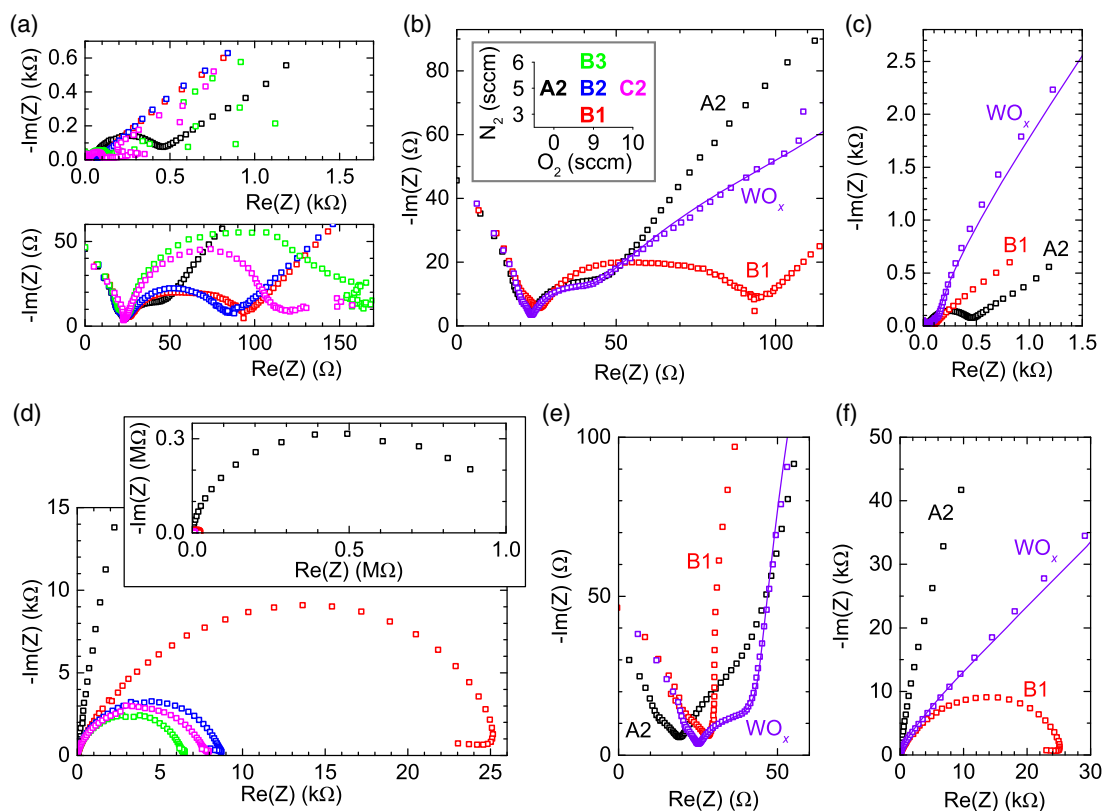 (a)
-Im(Z) (kΩ)
0.6
0.4
0.2
0.0
0.0 0.5 1.0 1.5
Re(Z) (kΩ)
-Im(Z) (Ω)
50
0
0 50 100 150
Re(Z) (Ω)
(b)
-Im(Z) (Ω)
80
60
40
20
0
0 50 100
Re(Z) (Ω)
N₂ (sccm)
6
5
3
B3
A2 B2 C2
B1
0 9 10
O₂ (sccm)
A2
WOₓ
B1
(c)
-Im(Z) (kΩ)
2.5
2.0
1.5
1.0
0.5
0.0
0.0 0.5 1.0 1.5
Re(Z) (kΩ)
WOₓ
B1
A2
(d)
-Im(Z) (MΩ)
0.3
0.0
0.0 0.5 1.0
Re(Z) (MΩ)
-Im(Z) (kΩ)
15
10
5
0
0 5 10 15 20 25
Re(Z) (kΩ)
(e)
-Im(Z) (Ω)
100
50
0
0 50
Re(Z) (Ω)
B1
A2
WOₓ
(f)
-Im(Z) (kΩ)
50
40
30
20
10
0
0 10 20 30
Re(Z) (kΩ)
A2
WOₓ
B1